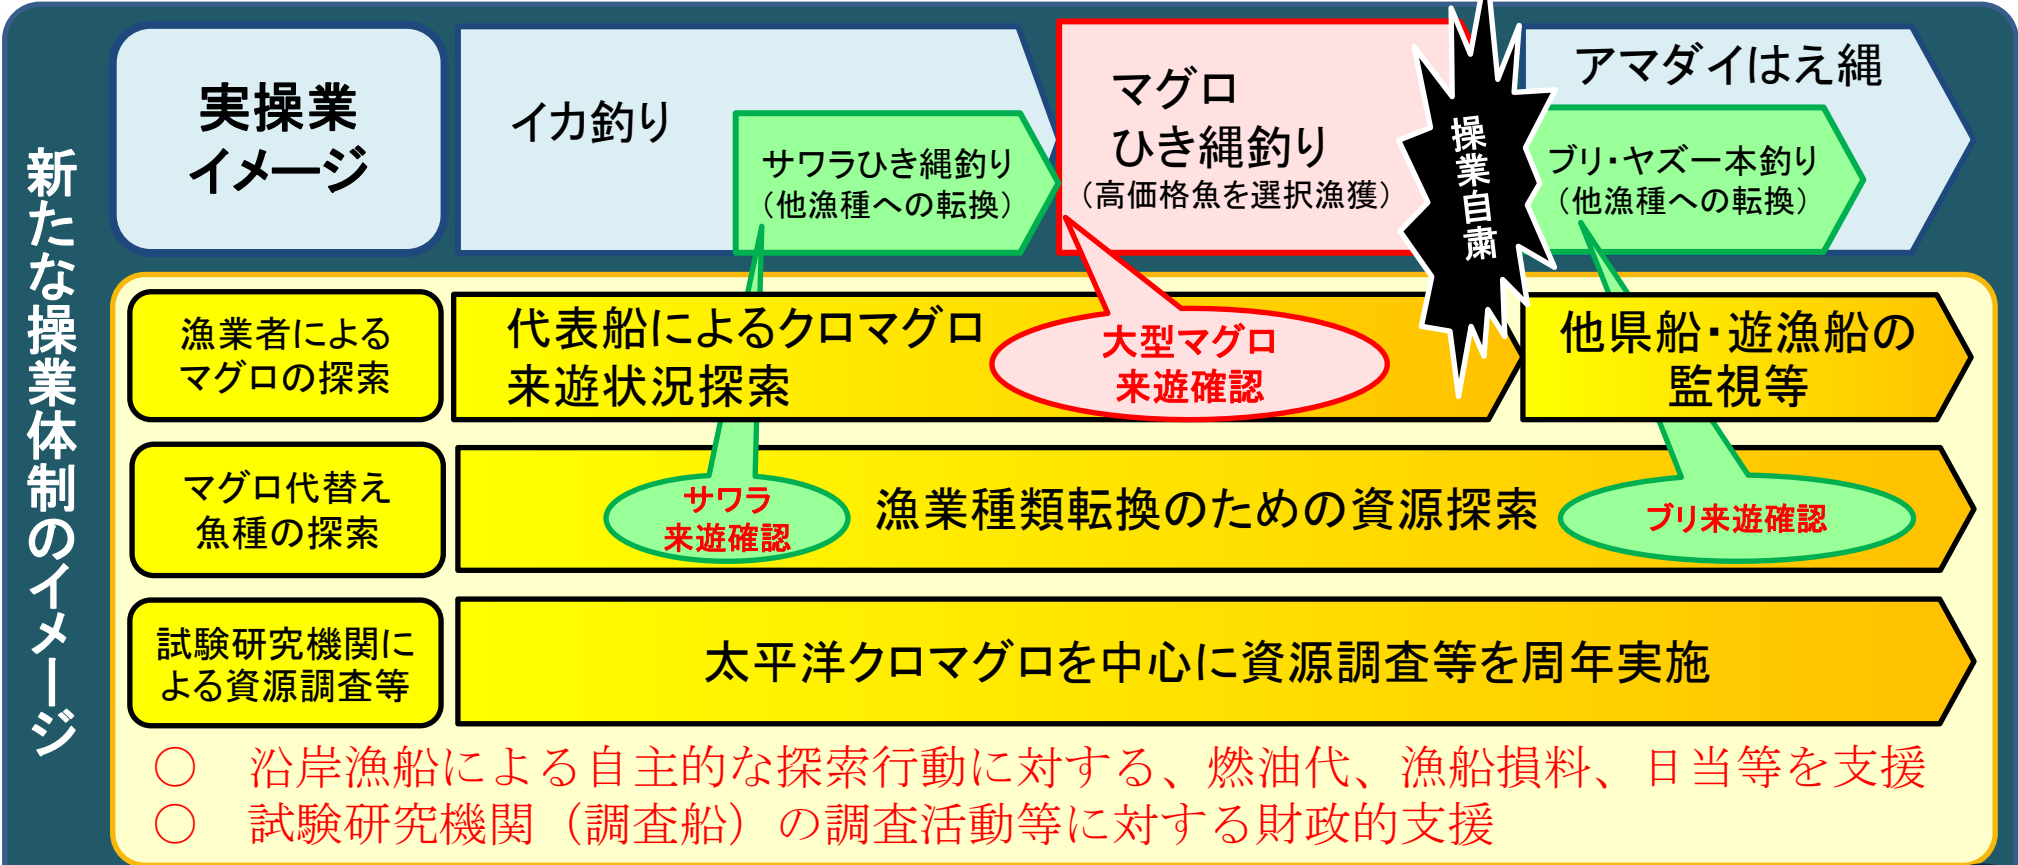 新たな操業体制のイメージ
実操業
イメージ
イカ釣り
サワラひき縄釣り
（他漁種への転換）
マグロ
ひき縄釣り
（高価格魚を選択漁獲）
操業自粛
アマダイはえ縄
ブリ・ヤズ一本釣り
（他漁種への転換）
漁業者による
マグロの探索
代表船によるクロマグロ
来遊状況探索
大型マグロ
来遊確認
他県船・遊漁船の
監視等
マグロ代替え
魚種の探索
サワラ
来遊確認
漁業種類転換のための資源探索
ブリ来遊確認
試験研究機関に
よる資源調査等
太平洋クロマグロを中心に資源調査等を周年実施
○　沿岸漁船による自主的な探索行動に対する、燃油代、漁船損料、日当等を支援
○　試験研究機関（調査船）の調査活動等に対する財政的支援